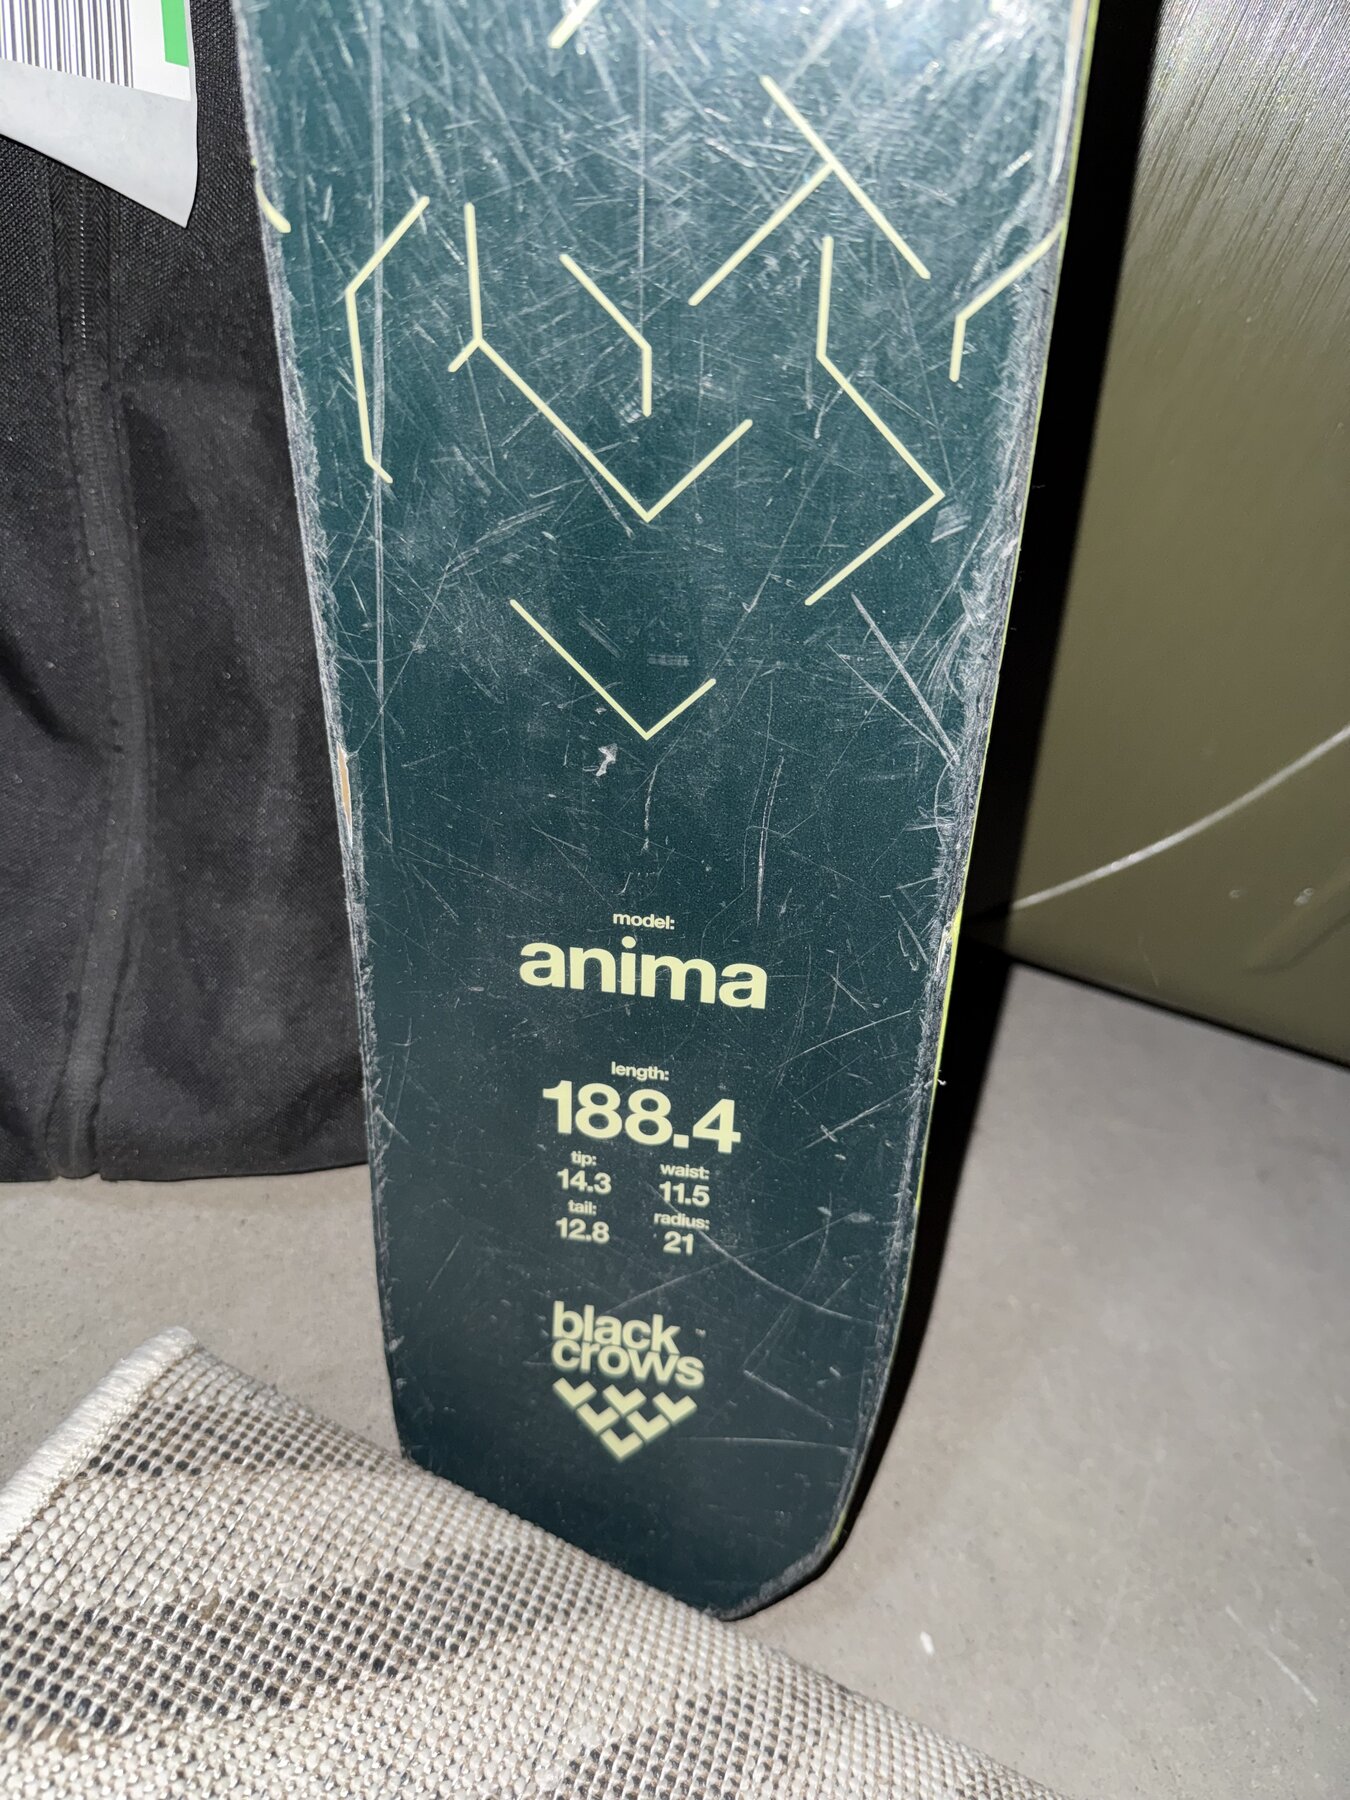 model:
anima
length:
188.4
tip: waist:
14.3 11.5
tail: radius:
12.8 21
black
crows